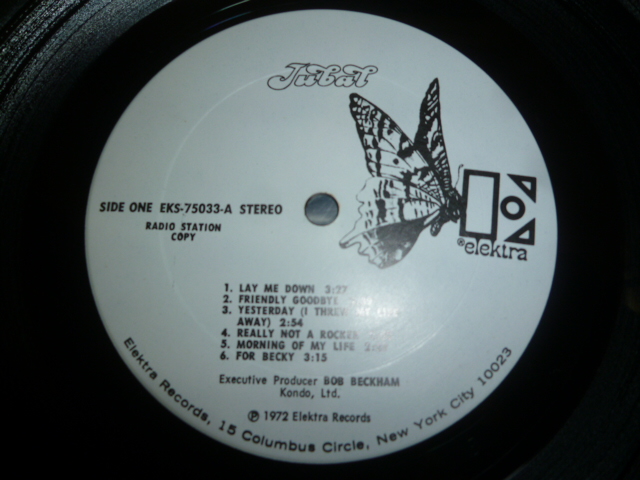 Jubal
SIDE ONE EKS-75033-A STEREO
RADIO STATION
COPY
® elektra
1. LAY ME DOWN 3:27
2. FRIENDLY GOODBYE
3. YESTERDAY (I THREW MY LIFE
AWAY) 2:54
4. REALLY NOT A ROCKER
5. MORNING OF MY LIFE
6. FOR BECKY 3:15
Executive Producer BOB BECKHAM
Kondo, Ltd.
℗ 1972 Elektra Records
Elektra Records, 15 Columbus Circle, New York City 10023